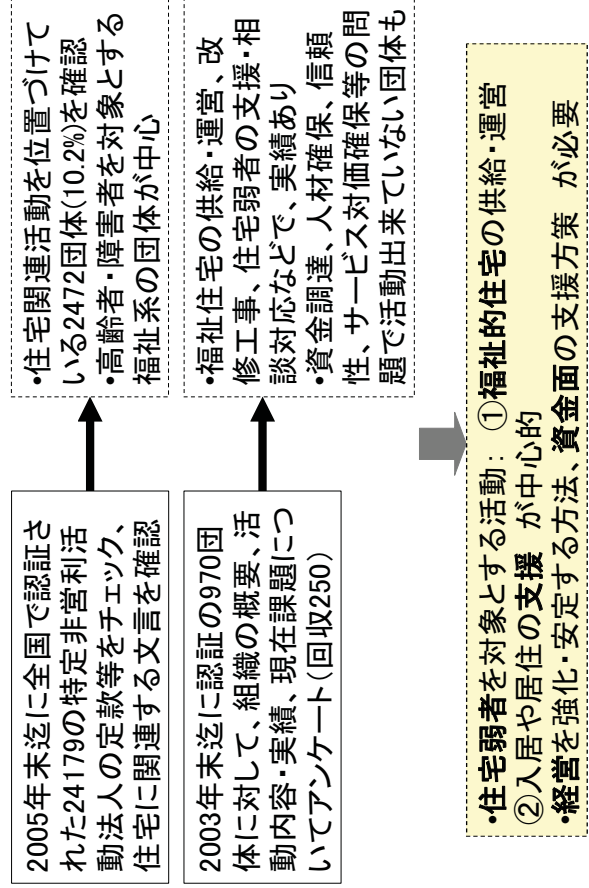 2005年末迄に全国で認証さ
れた24179の特定非営利活
動法人の定款等をチェック、
住宅に関連する文言を確認
•住宅関連活動を位置づけて
いる2472団体(10.2%)を確認
•高齢者・障害者を対象とする
福祉系の団体が中心
2003年末迄に認証の970団
体に対して、組織の概要、活
動内容・実績、現在課題につ
いてアンケート(回収250)
•福祉住宅の供給・運営、改
修工事、住宅弱者の支援・相
談対応などで、実績あり
•資金調達、人材確保、信頼
性、サービス対価確保等の問
題で活動出来ていない団体も
•住宅弱者を対象とする活動: ①福祉的住宅の供給・運営
②入居や居住の支援 が中心的
•経営を強化・安定する方法、資金面の支援方策 が必要